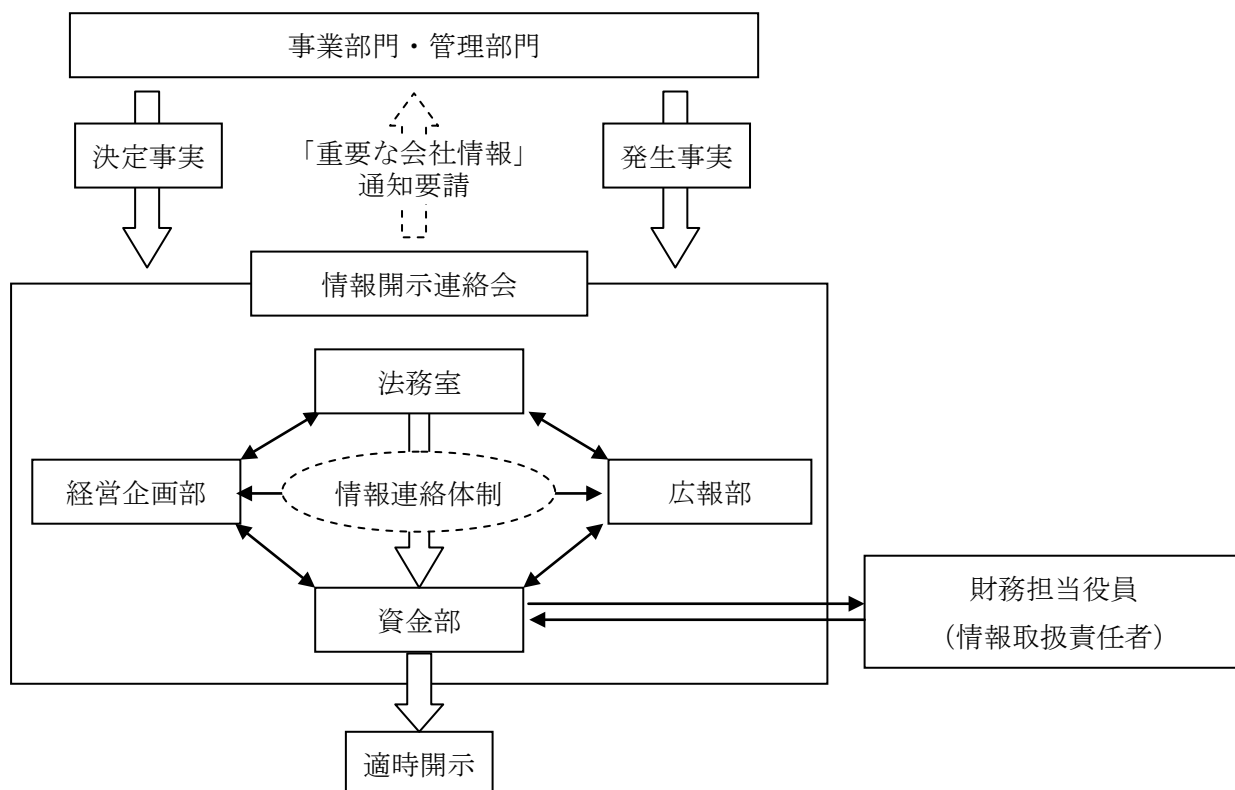 事業部門・管理部門
決定事実
「重要な会社情報」
通知要請
発生事実
情報開示連絡会
法務室
経営企画部
情報連絡体制
広報部
資金部
財務担当役員
（情報取扱責任者）
適時開示